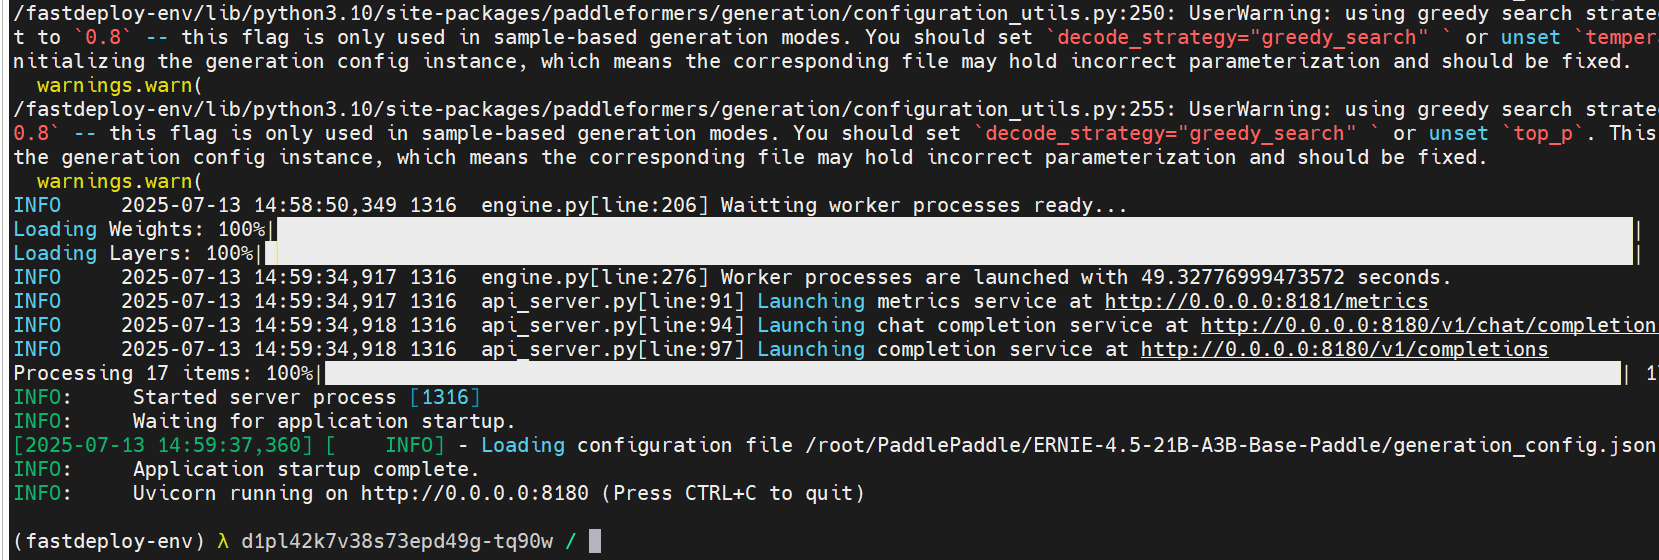 /fastdeploy-env/lib/python3.10/site-packages/paddleformers/generation/configuration_utils.py:250: UserWarning: using greedy search strate
t to `0.8` -- this flag is only used in sample-based generation modes. You should set `decode_strategy="greedy_search" ` or unset `tempera
nitializing the generation config instance, which means the corresponding file may hold incorrect parameterization and should be fixed.
  warnings.warn(
/fastdeploy-env/lib/python3.10/site-packages/paddleformers/generation/configuration_utils.py:255: UserWarning: using greedy search strate
0.8` -- this flag is only used in sample-based generation modes. You should set `decode_strategy="greedy_search" ` or unset `top_p`. This
the generation config instance, which means the corresponding file may hold incorrect parameterization and should be fixed.
  warnings.warn(
INFO     2025-07-13 14:58:50,349 1316  engine.py[line:206] Waitting worker processes ready...
Loading Weights: 100%| |
Loading Layers: 100%| |
INFO     2025-07-13 14:59:34,917 1316  engine.py[line:276] Worker processes are launched with 49.32776999473572 seconds.
INFO     2025-07-13 14:59:34,917 1316  api_server.py[line:91] Launching metrics service at http://0.0.0.0:8181/metrics
INFO     2025-07-13 14:59:34,918 1316  api_server.py[line:94] Launching chat completion service at http://0.0.0.0:8180/v1/chat/completion
INFO     2025-07-13 14:59:34,918 1316  api_server.py[line:97] Launching completion service at http://0.0.0.0:8180/v1/completions
Processing 17 items: 100%| | 17
INFO:     Started server process [1316]
INFO:     Waiting for application startup.
[2025-07-13 14:59:37,360] [    INFO] - Loading configuration file /root/PaddlePaddle/ERNIE-4.5-21B-A3B-Base-Paddle/generation_config.json
INFO:     Application startup complete.
INFO:     Uvicorn running on http://0.0.0.0:8180 (Press CTRL+C to quit)
(fastdeploy-env) λ d1pl42k7v38s73epd49g-tq90w /